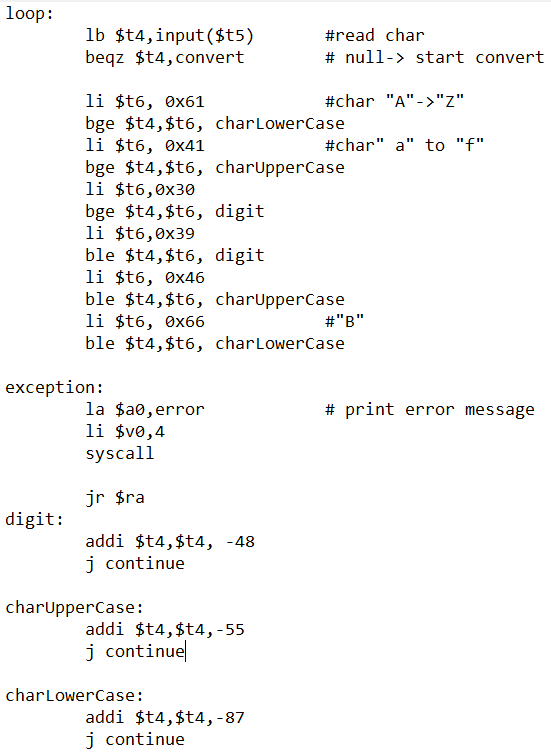 loop:
lb $t4,input($t5) #read char
beqz $t4,convert # null-> start convert
li $t6, 0x61 #char "A"->"Z"
bge $t4,$t6, charLowerCase
li $t6, 0x41 #char" a" to "f"
bge $t4,$t6, charUpperCase
li $t6,0x30
bge $t4,$t6, digit
li $t6,0x39
ble $t4,$t6, digit
li $t6, 0x46
ble $t4,$t6, charUpperCase
li $t6, 0x66 #"B"
ble $t4,$t6, charLowerCase
exception:
la $a0,error # print error message
li $v0,4
syscall
jr $ra
digit:
addi $t4,$t4, -48
j continue
charUpperCase:
addi $t4,$t4,-55
j continue
charLowerCase:
addi $t4,$t4,-87
j continue